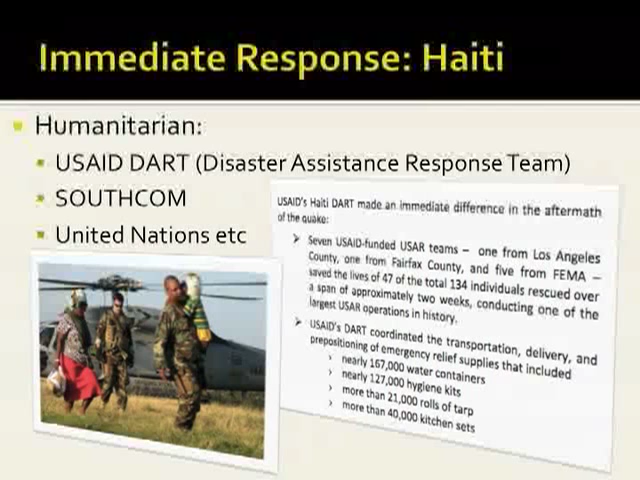 Immediate Response: Haiti
Humanitarian:
USAID DART (Disaster Assistance Response Team)
SOUTHCOM
United Nations etc
USAID's Haiti DART made an immediate difference in the aftermath
of the quake:
Seven USAID-funded USAR teams – one from Los Angeles
County, one from Fairfax County, and five from FEMA –
saved the lives of 47 of the total 134 individuals rescued over
a span of approximately two weeks, conducting one of the
largest USAR operations in history.
USAID's DART coordinated the transportation, delivery, and
prepositioning of emergency relief supplies that included
nearly 167,000 water containers
nearly 127,000 hygiene kits
more than 21,000 rolls of tarp
more than 40,000 kitchen sets